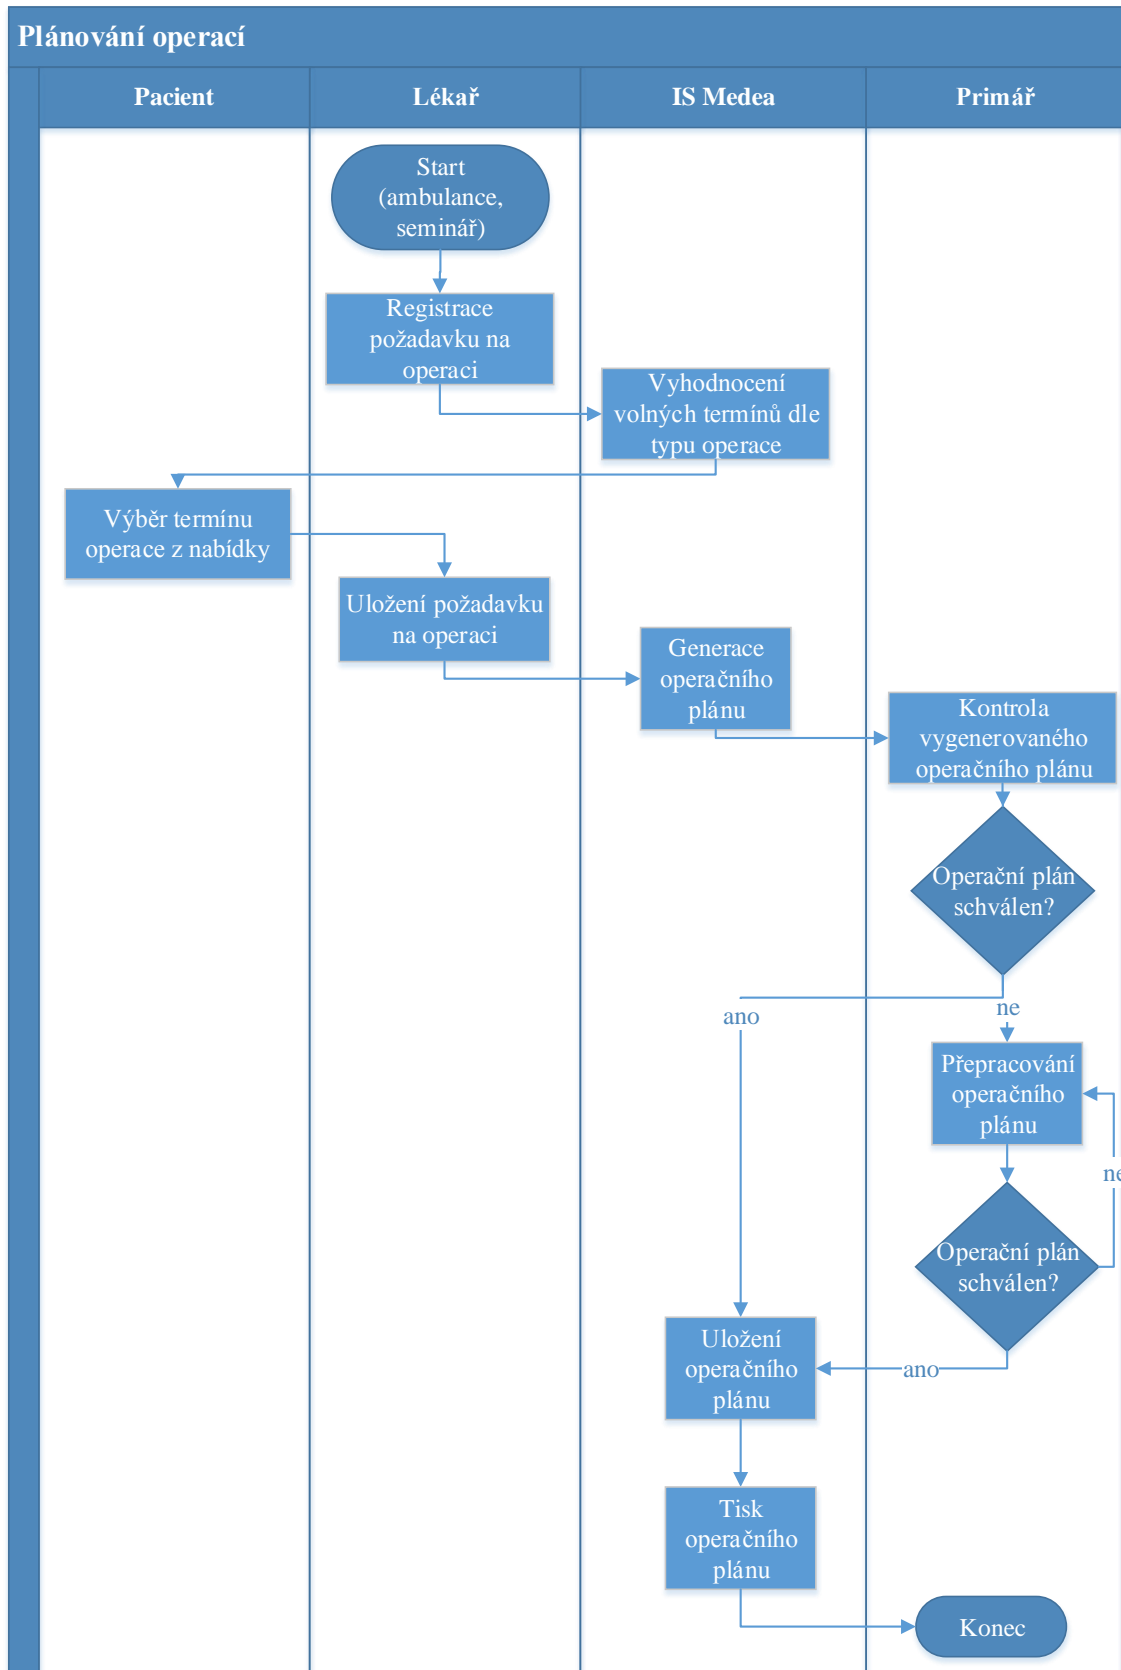 Plánování operací
Pacient
Lékař
IS Medea
Primář
Start
(ambulance,
seminář)
Registrace
požadavku na
operaci
Vyhodnocení
volných termínů dle
typu operace
Výběr termínu
operace z nabídky
Uložení požadavku
na operaci
Generace
operačního
plánu
Kontrola
vygenerovaného
operačního plánu
Operační plán
schválen?
ano
ne
Přepracování
operačního
plánu
ne
Operační plán
schválen?
ano
Uložení
operačního
plánu
Tisk
operačního
plánu
Konec